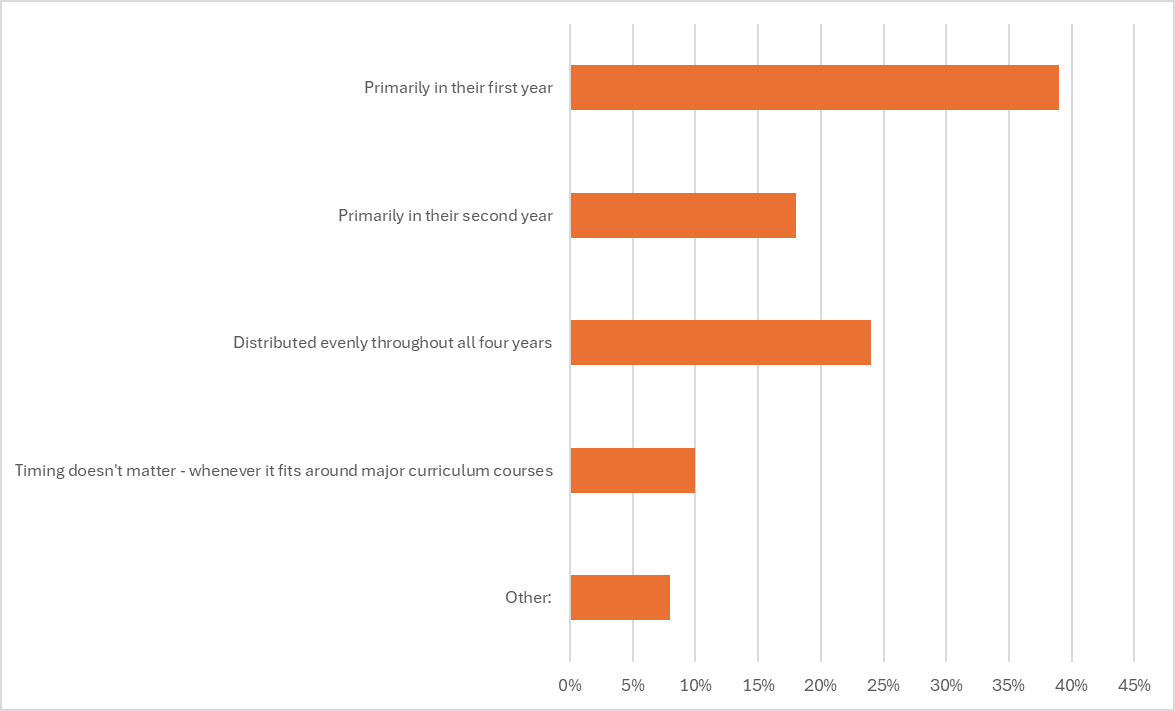 Primarily in their first year
Primarily in their second year
Distributed evenly throughout all four years
Timing doesn't matter - whenever it fits around major curriculum courses
Other:
0% 5% 10% 15% 20% 25% 30% 35% 40% 45%